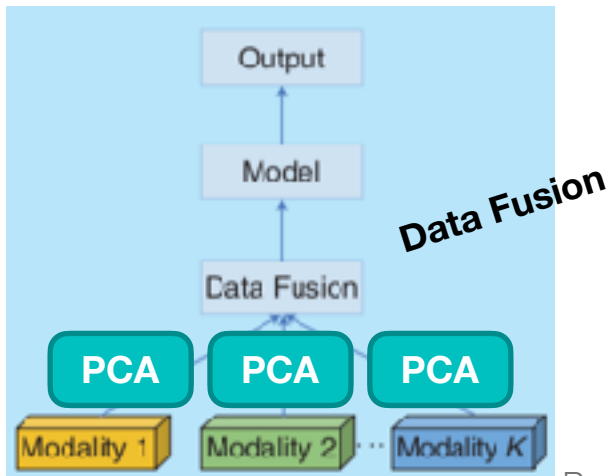 Output
Model
Data Fusion
Data Fusion
PCA PCA PCA
Modality 1 Modality 2 ... Modality K